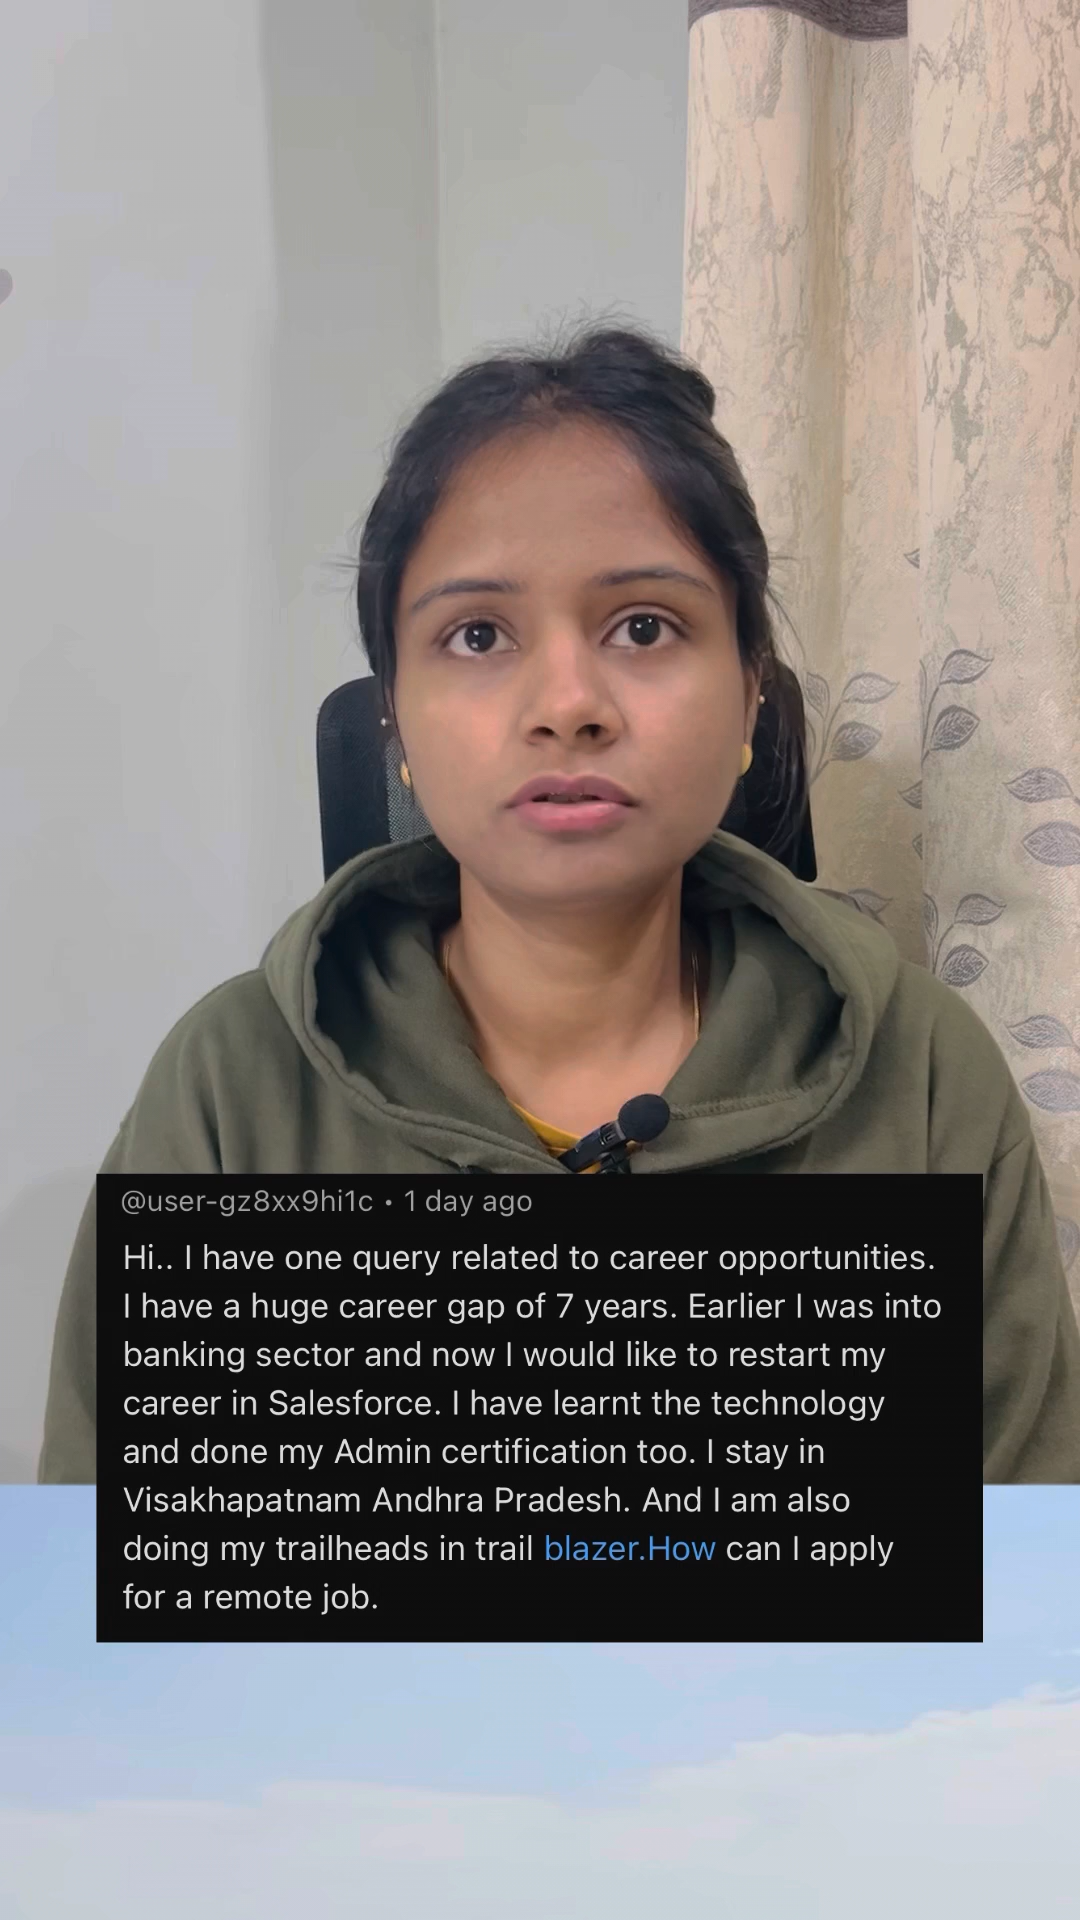 @user-gz8xx9hi1c • 1 day ago
Hi.. I have one query related to career opportunities.
I have a huge career gap of 7 years. Earlier I was into
banking sector and now I would like to restart my
career in Salesforce. I have learnt the technology
and done my Admin certification too. I stay in
Visakhapatnam Andhra Pradesh. And I am also
doing my trailheads in trail blazer.How can I apply
for a remote job.